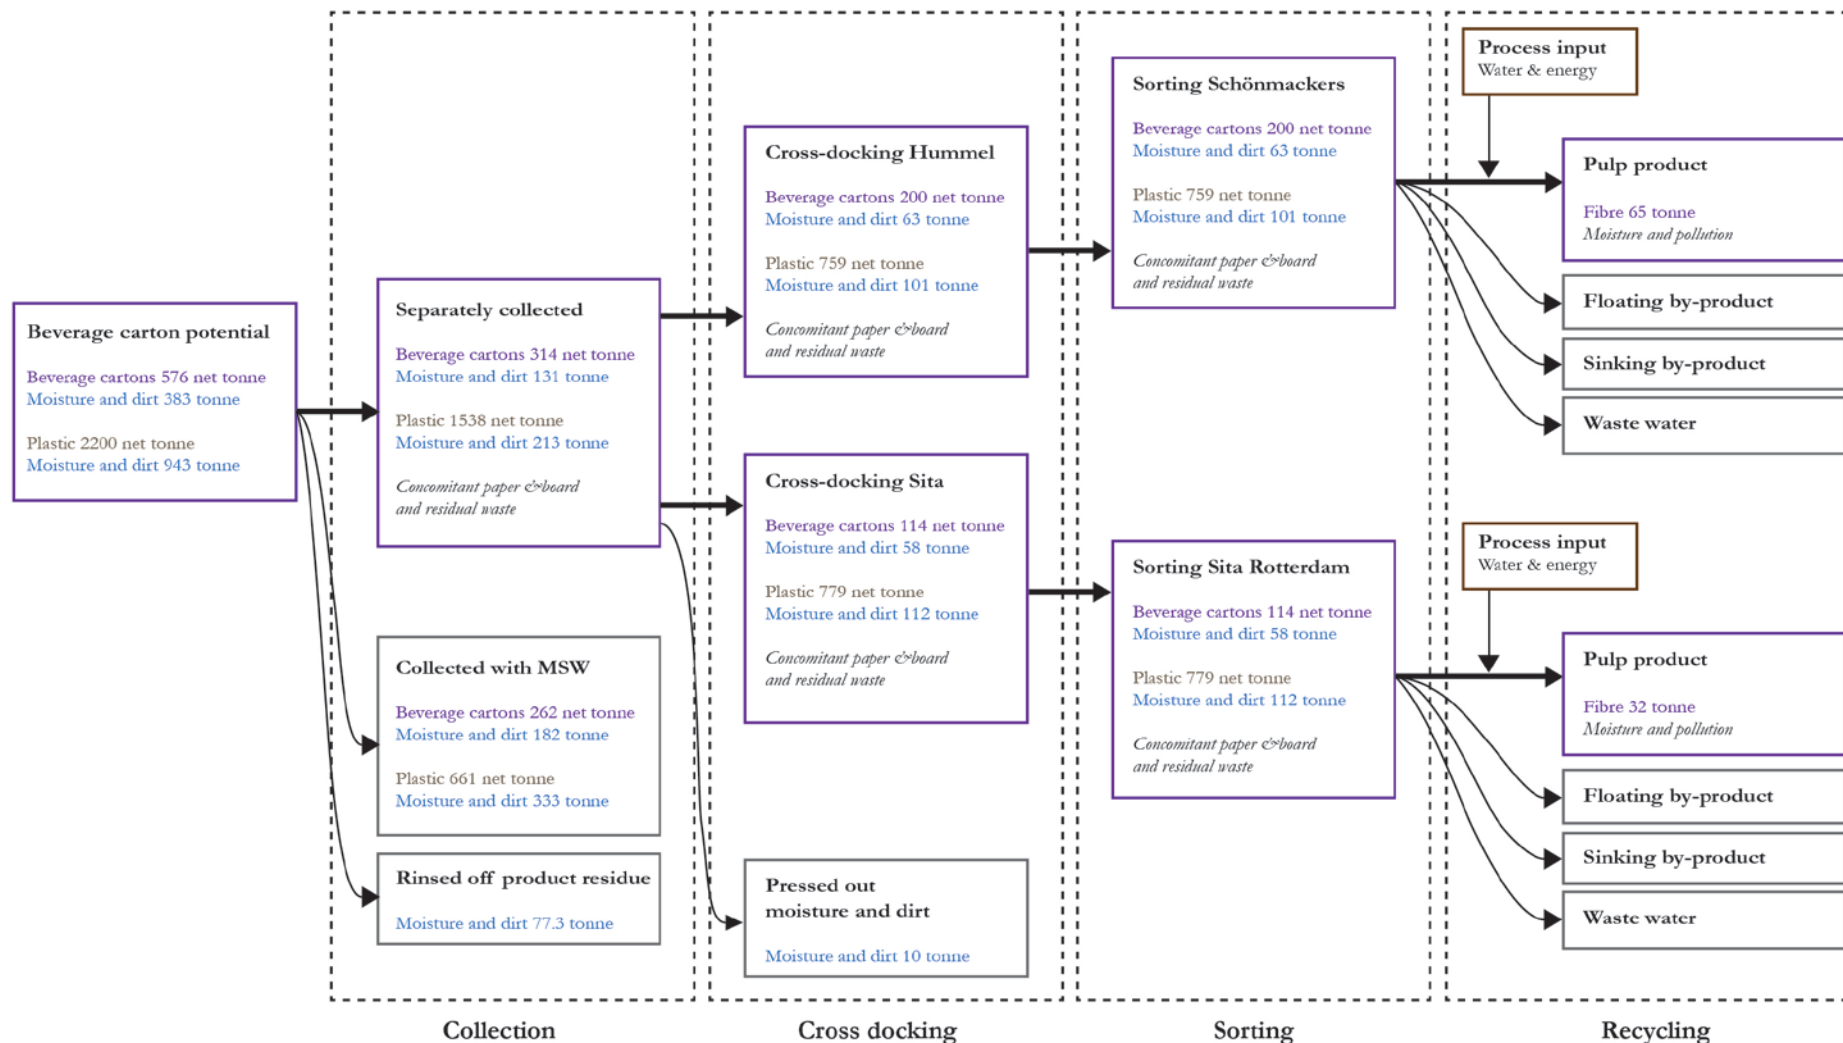 Beverage carton potential
Beverage cartons 576 net tonne
Moisture and dirt 383 tonne
Plastic 2200 net tonne
Moisture and dirt 943 tonne
Separately collected
Beverage cartons 314 net tonne
Moisture and dirt 131 tonne
Plastic 1538 net tonne
Moisture and dirt 213 tonne
Concomitant paper &board
and residual waste
Collected with MSW
Beverage cartons 262 net tonne
Moisture and dirt 182 tonne
Plastic 661 net tonne
Moisture and dirt 333 tonne
Rinsed off product residue
Moisture and dirt 77.3 tonne
Collection
Cross-docking Hummel
Beverage cartons 200 net tonne
Moisture and dirt 63 tonne
Plastic 759 net tonne
Moisture and dirt 101 tonne
Concomitant paper &board
and residual waste
Cross-docking Sita
Beverage cartons 114 net tonne
Moisture and dirt 58 tonne
Plastic 779 net tonne
Moisture and dirt 112 tonne
Concomitant paper &board
and residual waste
Pressed out
moisture and dirt
Moisture and dirt 10 tonne
Cross docking
Sorting Schönmackers
Beverage cartons 200 net tonne
Moisture and dirt 63 tonne
Plastic 759 net tonne
Moisture and dirt 101 tonne
Concomitant paper &board
and residual waste
Sorting Sita Rotterdam
Beverage cartons 114 net tonne
Moisture and dirt 58 tonne
Plastic 779 net tonne
Moisture and dirt 112 tonne
Concomitant paper &board
and residual waste
Sorting
Process input
Water & energy
Pulp product
Fibre 65 tonne
Moisture and pollution
Floating by-product
Sinking by-product
Waste water
Process input
Water & energy
Pulp product
Fibre 32 tonne
Moisture and pollution
Floating by-product
Sinking by-product
Waste water
Recycling